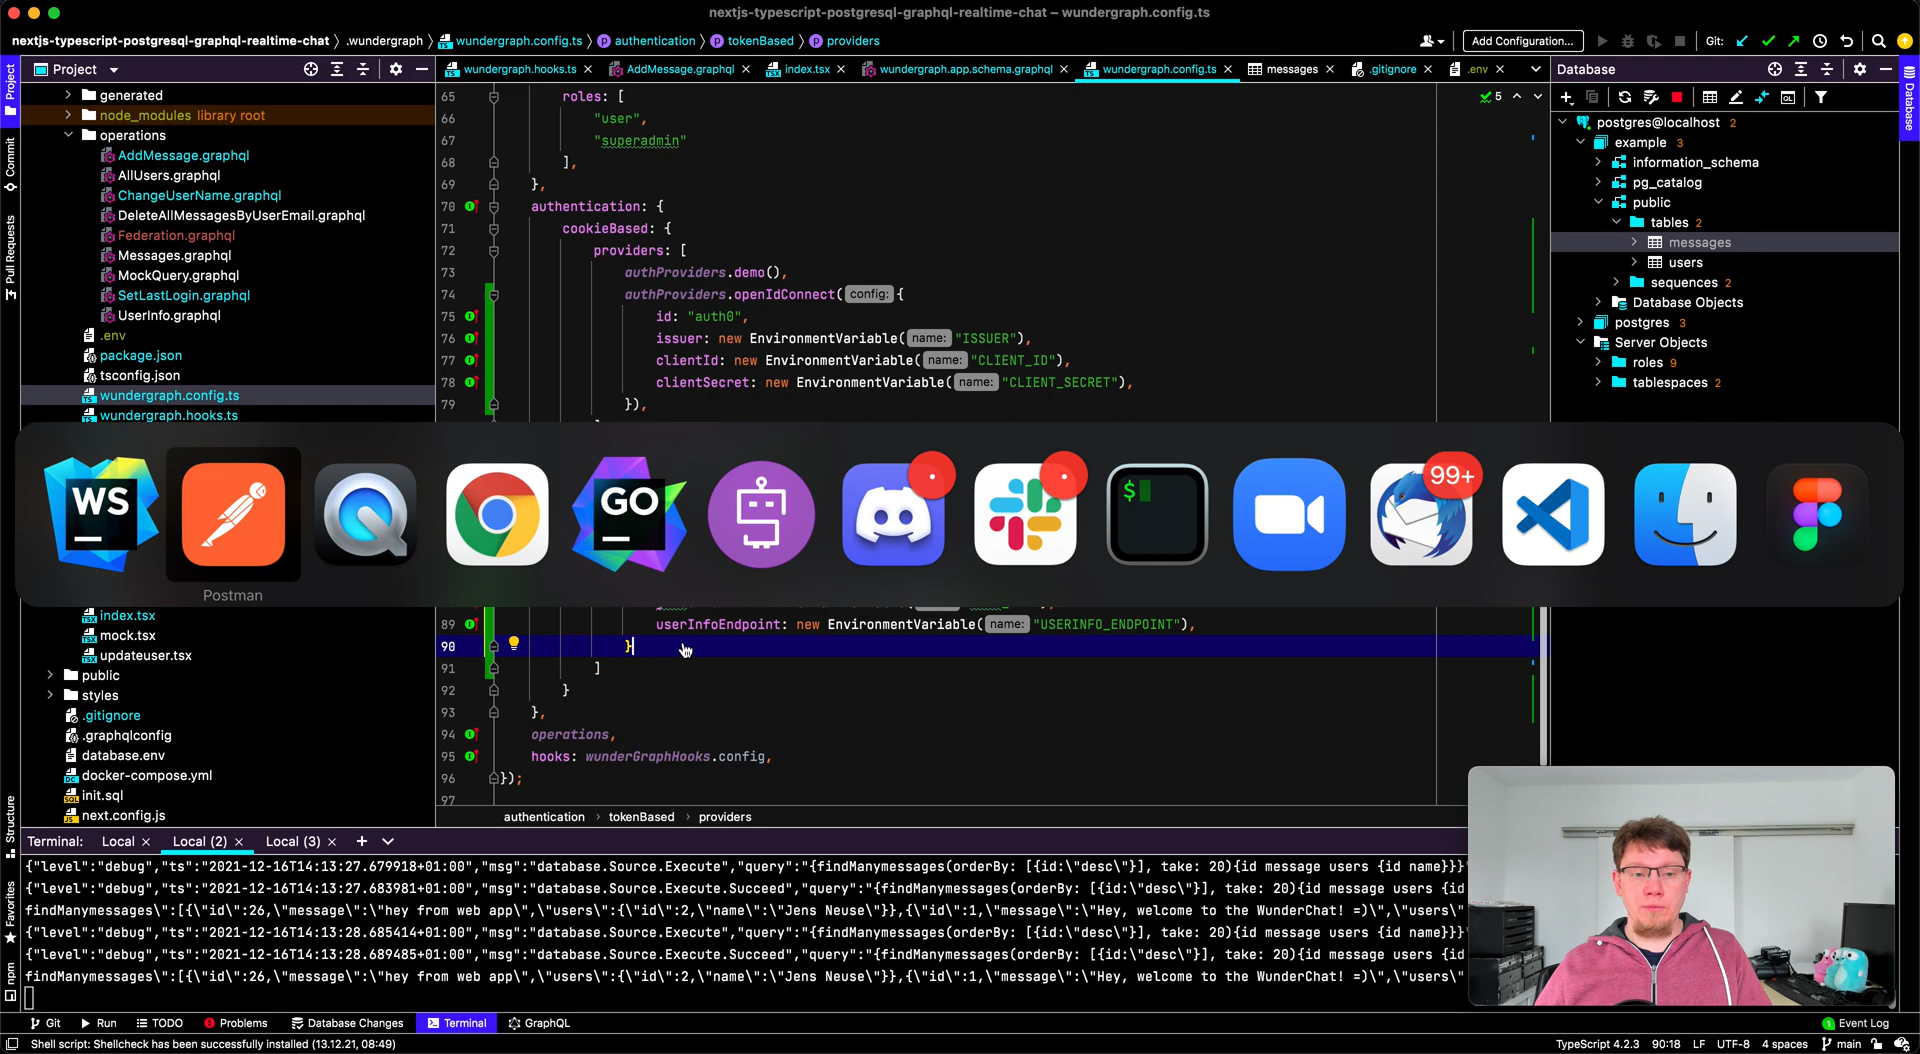 nextjs-typescript-postgresql-graphql-realtime-chat – wundergraph.config.ts
nextjs-typescript-postgresql-graphql-realtime-chat
.wundergraph
wundergraph.config.ts
authentication
tokenBased
providers
Add Configuration...
Git:
Project
wundergraph.hooks.ts
AddMessage.graphql
index.tsx
wundergraph.app.schema.graphql
wundergraph.config.ts
messages
.gitignore
.env
Database
Project
Commit
Pull Requests
Structure
Favorites
npm
Database
generated
node_modules library root
operations
AddMessage.graphql
AllUsers.graphql
ChangeUserName.graphql
DeleteAllMessagesByUserEmail.graphql
Federation.graphql
Messages.graphql
MockQuery.graphql
SetLastLogin.graphql
UserInfo.graphql
.env
package.json
tsconfig.json
wundergraph.config.ts
wundergraph.hooks.ts
index.tsx
mock.tsx
updateuser.tsx
public
styles
.gitignore
.graphqlconfig
database.env
docker-compose.yml
init.sql
next.config.js
5
65 roles: [
66 "user",
67 "superadmin"
68 ],
69 },
70 authentication: {
71 cookieBased: {
72 providers: [
73 authProviders.demo(),
74 authProviders.openIdConnect( config: {
75 id: "auth0",
76 issuer: new EnvironmentVariable( name: "ISSUER"),
77 clientId: new EnvironmentVariable( name: "CLIENT_ID"),
78 clientSecret: new EnvironmentVariable( name: "CLIENT_SECRET"),
79 }),
89 userInfoEndpoint: new EnvironmentVariable( name: "USERINFO_ENDPOINT"),
90 }
91 ]
92 }
93 },
94 operations,
95 hooks: wunderGraphHooks.config,
96 });
97
authentication
tokenBased
providers
postgres@localhost 2
example 3
information_schema
pg_catalog
public
tables 2
messages
users
sequences 2
Database Objects
postgres 3
Server Objects
roles 9
tablespaces 2
WS
GO
$
99+
Postman
Terminal:
Local
Local (2)
Local (3)
{"level":"debug","ts":"2021-12-16T14:13:27.679918+01:00","msg":"database.Source.Execute","query":"{findManymessages(orderBy: [{id:\"desc\"}], take: 20){id message users {id name}}}"
{"level":"debug","ts":"2021-12-16T14:13:27.683981+01:00","msg":"database.Source.Execute.Succeed","query":"{findManymessages(orderBy: [{id:\"desc\"}], take: 20){id message users {id
findManymessages\":[{\"id\":26,\"message\":\"hey from web app\",\"users\":{\"id\":2,\"name\":\"Jens Neuse\"}},{\"id\":1,\"message\":\"Hey, welcome to the WunderChat! =)\",\"users\"
{"level":"debug","ts":"2021-12-16T14:13:28.685414+01:00","msg":"database.Source.Execute","query":"{findManymessages(orderBy: [{id:\"desc\"}], take: 20){id message users {id name}}}"
{"level":"debug","ts":"2021-12-16T14:13:28.689485+01:00","msg":"database.Source.Execute.Succeed","query":"{findManymessages(orderBy: [{id:\"desc\"}], take: 20){id message users {id
findManymessages\":[{\"id\":26,\"message\":\"hey from web app\",\"users\":{\"id\":2,\"name\":\"Jens Neuse\"}},{\"id\":1,\"message\":\"Hey, welcome to the WunderChat! =)\",\"users\"
Git
Run
TODO
Problems
Database Changes
Terminal
GraphQL
1 Event Log
Shell script: Shellcheck has been successfully installed (13.12.21, 08:49)
TypeScript 4.2.3
90:18
LF
UTF-8
4 spaces
main